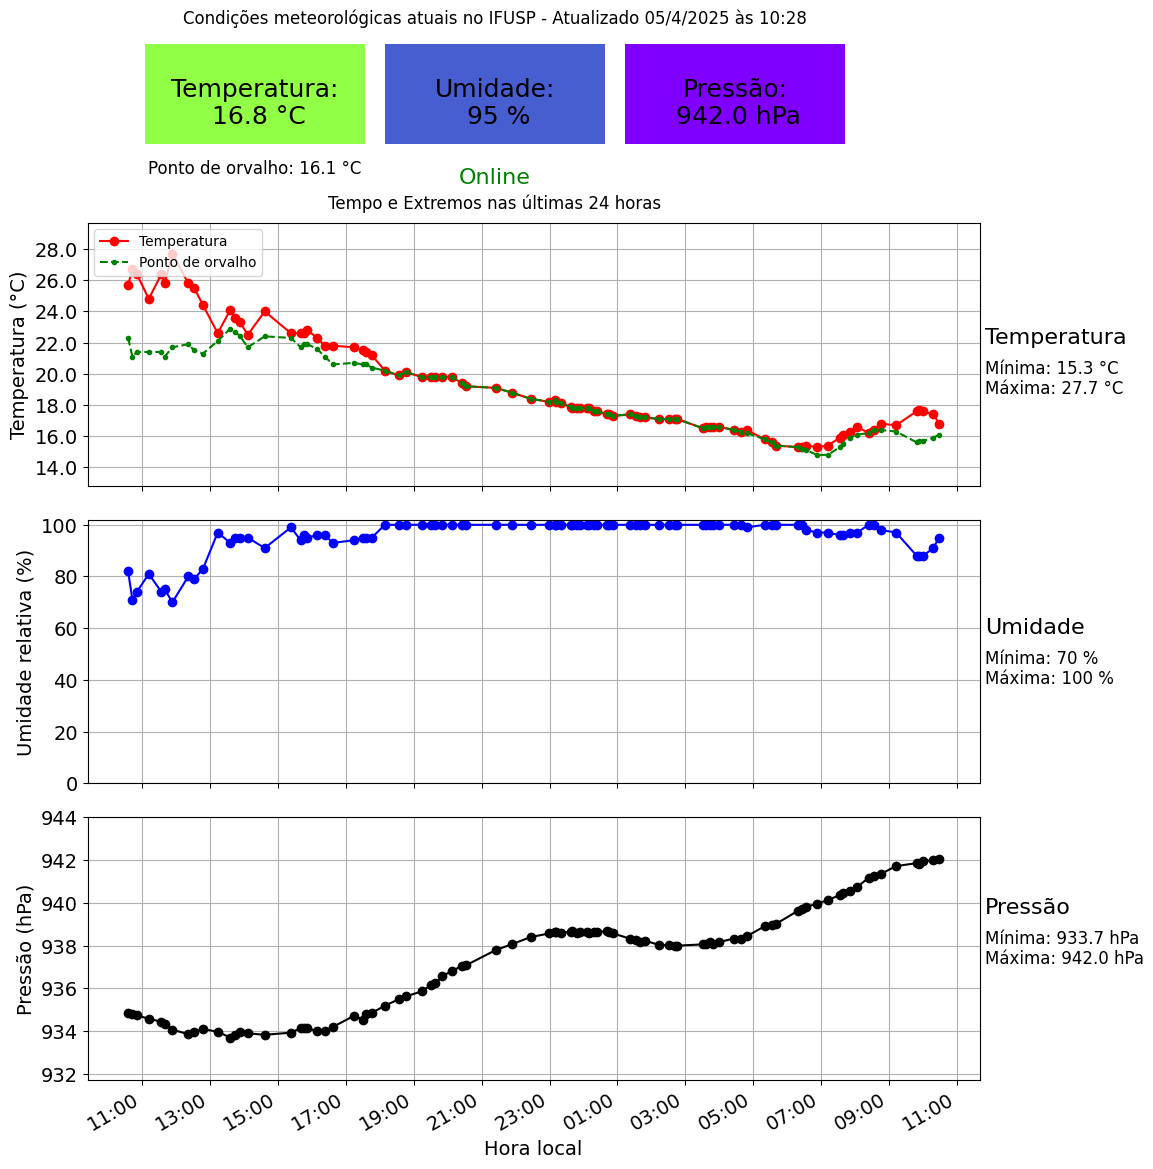 Condições meteorológicas atuais no IFUSP - Atualizado 05/4/2025 às 10:28
Temperatura:
16.8 °C
Umidade:
95 %
Pressão:
942.0 hPa
Ponto de orvalho: 16.1 °C
Online
Tempo e Extremos nas últimas 24 horas
Temperatura
Ponto de orvalho
Temperatura (°C)
28.0
26.0
24.0
22.0
20.0
18.0
16.0
14.0
Temperatura
Mínima: 15.3 °C
Máxima: 27.7 °C
Umidade relativa (%)
100
80
60
40
20
0
Umidade
Mínima: 70 %
Máxima: 100 %
Pressão (hPa)
944
942
940
938
936
934
932
Pressão
Mínima: 933.7 hPa
Máxima: 942.0 hPa
11:00
13:00
15:00
17:00
19:00
21:00
23:00
01:00
03:00
05:00
07:00
09:00
11:00
Hora local